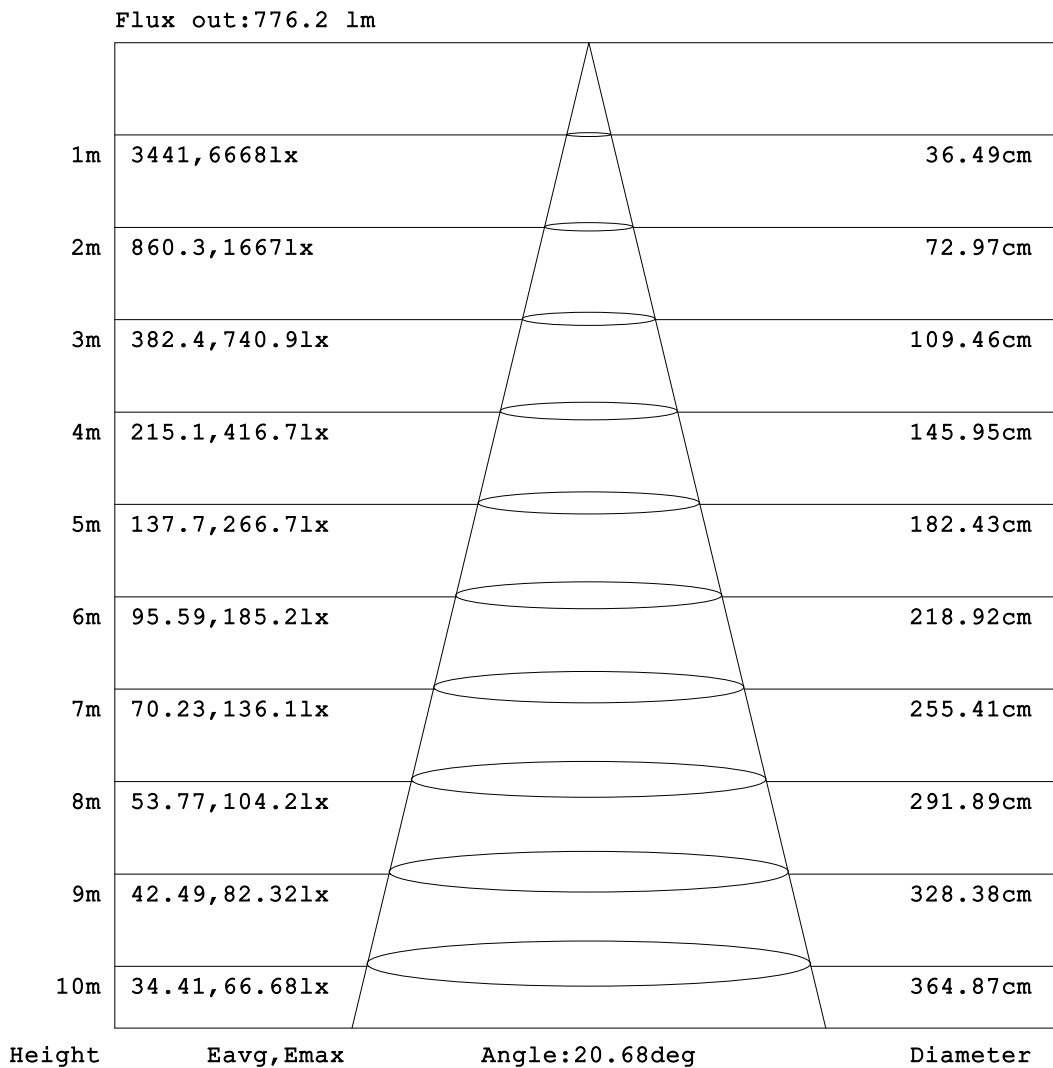 Flux out:776.2 lm
1m 3441,6668lx 36.49cm
2m 860.3,1667lx 72.97cm
3m 382.4,740.9lx 109.46cm
4m 215.1,416.7lx 145.95cm
5m 137.7,266.7lx 182.43cm
6m 95.59,185.2lx 218.92cm
7m 70.23,136.1lx 255.41cm
8m 53.77,104.2lx 291.89cm
9m 42.49,82.32lx 328.38cm
10m 34.41,66.68lx 364.87cm
Height Eavg,Emax Angle:20.68deg Diameter